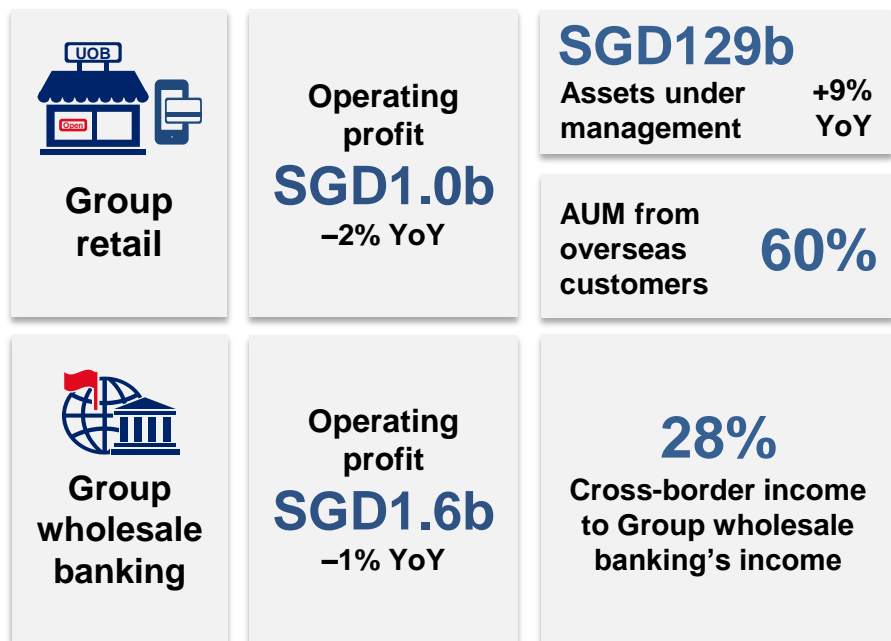 UOB
Open
Group
retail
Operating
profit
SGD1.0b
–2% YoY
SGD129b
Assets under
management
+9%
YoY
AUM from
overseas
customers
60%
Group
wholesale
banking
Operating
profit
SGD1.6b
–1% YoY
28%
Cross-border income
to Group wholesale
banking’s income